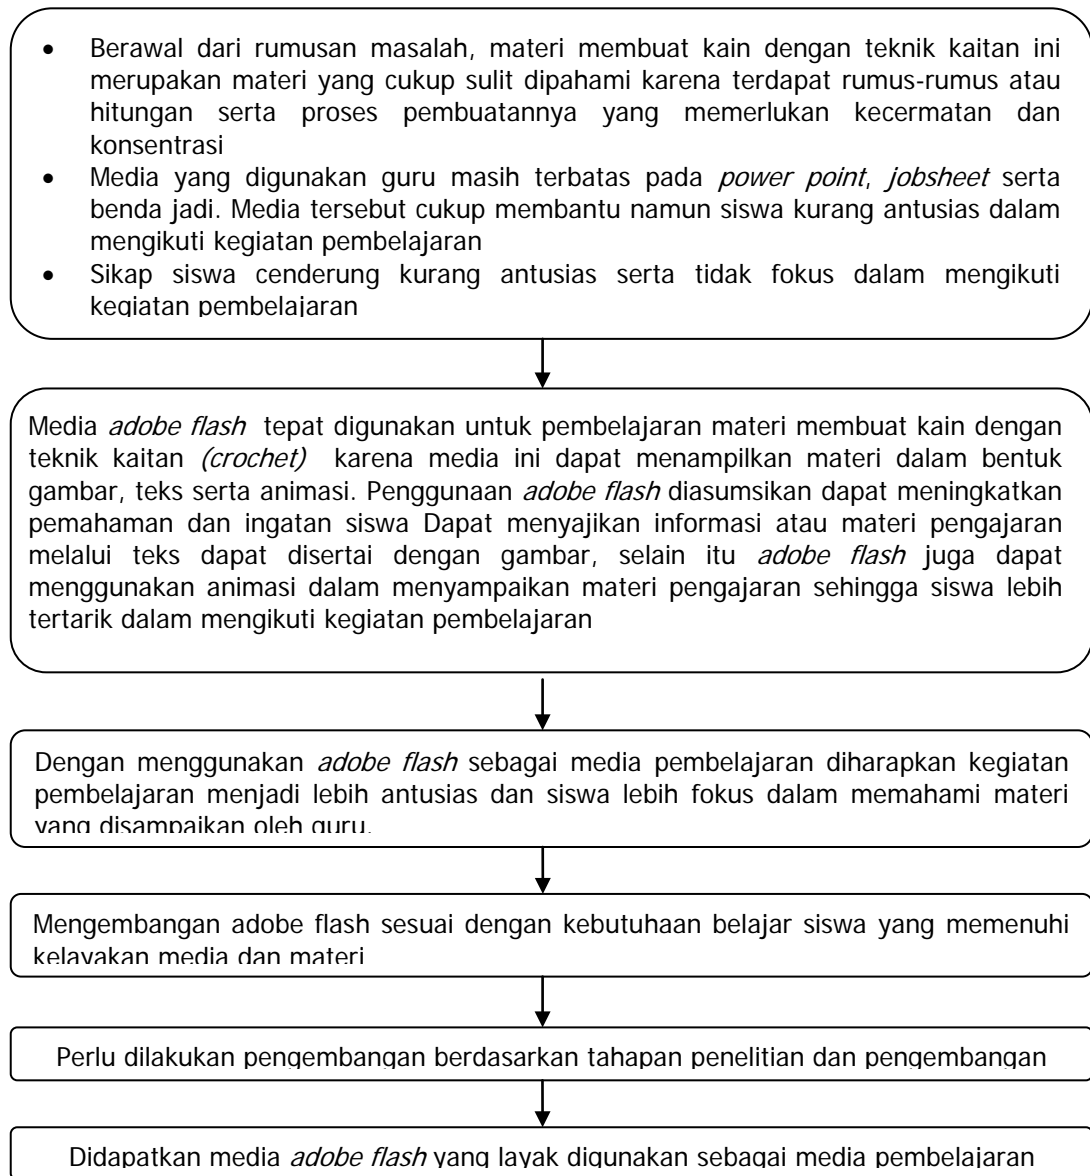 • Berawal dari rumusan masalah, materi membuat kain dengan teknik kaitan ini
merupakan materi yang cukup sulit dipahami karena terdapat rumus-rumus atau
hitungan serta proses pembuatannya yang memerlukan kecermatan dan
konsentrasi
• Media yang digunakan guru masih terbatas pada power point, jobsheet serta
benda jadi. Media tersebut cukup membantu namun siswa kurang antusias dalam
mengikuti kegiatan pembelajaran
• Sikap siswa cenderung kurang antusias serta tidak fokus dalam mengikuti
kegiatan pembelajaran
Media adobe flash tepat digunakan untuk pembelajaran materi membuat kain dengan
teknik kaitan (crochet) karena media ini dapat menampilkan materi dalam bentuk
gambar, teks serta animasi. Penggunaan adobe flash diasumsikan dapat meningkatkan
pemahaman dan ingatan siswa Dapat menyajikan informasi atau materi pengajaran
melalui teks dapat disertai dengan gambar, selain itu adobe flash juga dapat
menggunakan animasi dalam menyampaikan materi pengajaran sehingga siswa lebih
tertarik dalam mengikuti kegiatan pembelajaran
Dengan menggunakan adobe flash sebagai media pembelajaran diharapkan kegiatan
pembelajaran menjadi lebih antusias dan siswa lebih fokus dalam memahami materi
yang disampaikan oleh guru.
Mengembangan adobe flash sesuai dengan kebutuhaan belajar siswa yang memenuhi
kelayakan media dan materi
Perlu dilakukan pengembangan berdasarkan tahapan penelitian dan pengembangan
Didapatkan media adobe flash yang layak digunakan sebagai media pembelajaran